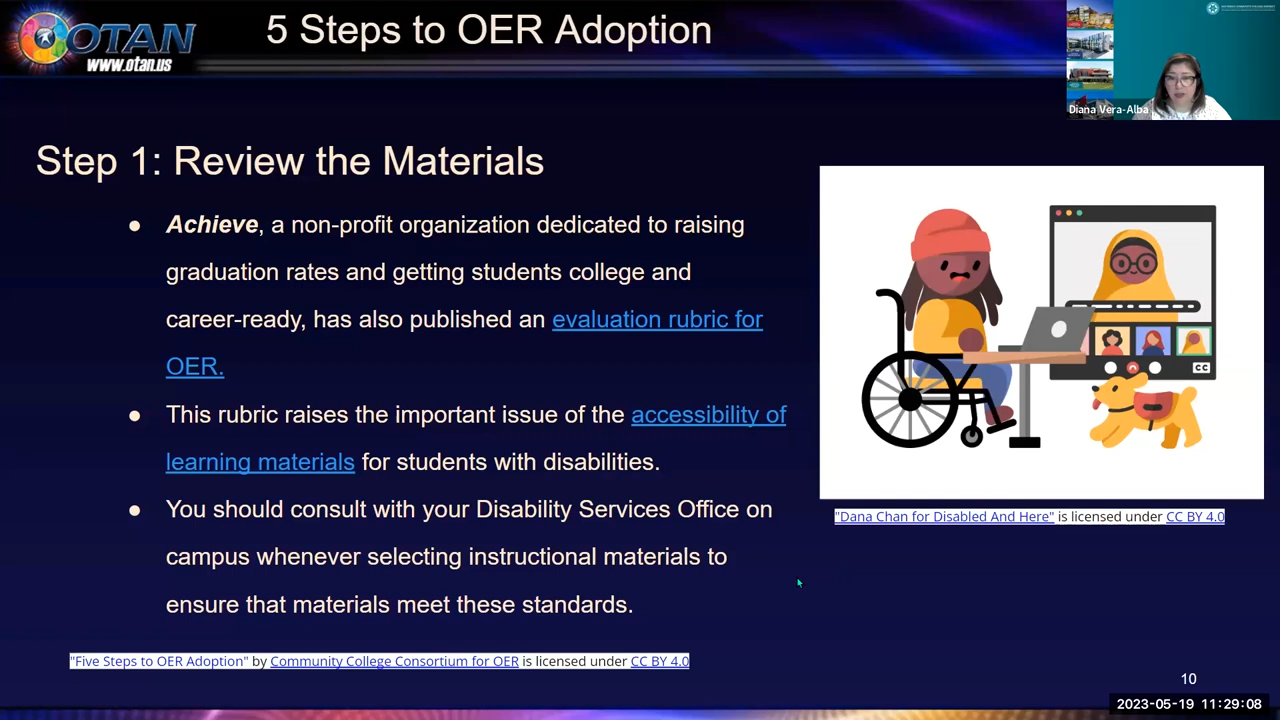 OTAN
www.otan.us
5 Steps to OER Adoption
Diana Vera-Alba
Step 1: Review the Materials
● Achieve, a non-profit organization dedicated to raising
graduation rates and getting students college and
career-ready, has also published an evaluation rubric for
OER.
● This rubric raises the important issue of the accessibility of
learning materials for students with disabilities.
● You should consult with your Disability Services Office on
campus whenever selecting instructional materials to
ensure that materials meet these standards.
CC
"Dana Chan for Disabled And Here" is licensed under CC BY 4.0
"Five Steps to OER Adoption" by Community College Consortium for OER is licensed under CC BY 4.0
10
2023-05-19 11:29:08